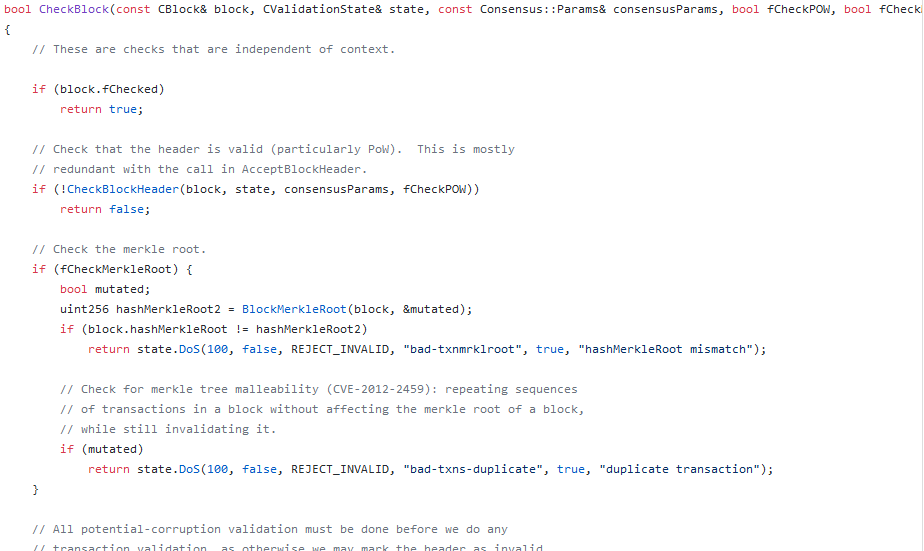 bool CheckBlock(const CBlock& block, CValidationState& state, const Consensus::Params& consensusParams, bool fCheckPOW, bool fCheck
{
    // These are checks that are independent of context.

    if (block.fChecked)
        return true;

    // Check that the header is valid (particularly PoW).  This is mostly
    // redundant with the call in AcceptBlockHeader.
    if (!CheckBlockHeader(block, state, consensusParams, fCheckPOW))
        return false;

    // Check the merkle root.
    if (fCheckMerkleRoot) {
        bool mutated;
        uint256 hashMerkleRoot2 = BlockMerkleRoot(block, &mutated);
        if (block.hashMerkleRoot != hashMerkleRoot2)
            return state.DoS(100, false, REJECT_INVALID, "bad-txnmrklroot", true, "hashMerkleRoot mismatch");

        // Check for merkle tree malleability (CVE-2012-2459): repeating sequences
        // of transactions in a block without affecting the merkle root of a block,
        // while still invalidating it.
        if (mutated)
            return state.DoS(100, false, REJECT_INVALID, "bad-txns-duplicate", true, "duplicate transaction");
    }

    // All potential-corruption validation must be done before we do any
    // transaction validation, as otherwise we may mark the header as invalid